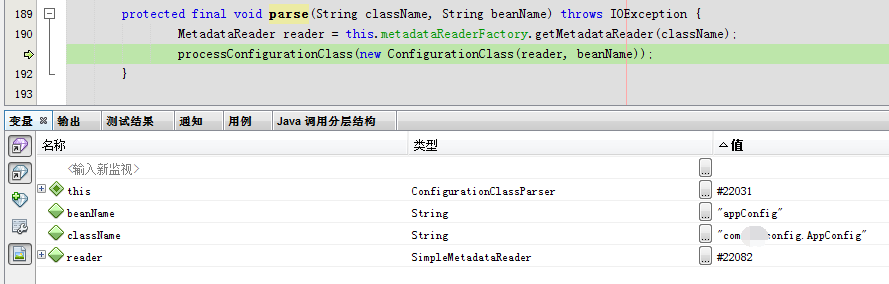 189 protected final void parse(String className, String beanName) throws IOException {
190 MetadataReader reader = this.metadataReaderFactory.getMetadataReader(className);
processConfigurationClass(new ConfigurationClass(reader, beanName));
192 }
193
变量 输出 测试结果 通知 用例 Java 调用分层结构
名称 类型 值
<输入新监视> ...
this ConfigurationClassParser ... #22031
beanName String ... "appConfig"
className String ... "com onfig.AppConfig"
reader SimpleMetadataReader ... #22082